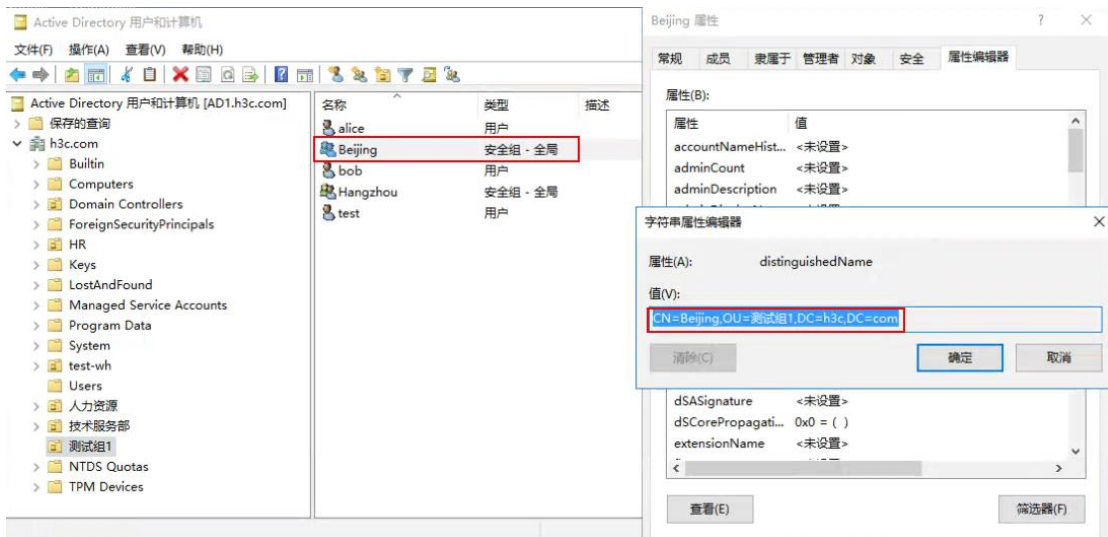 Active Directory 用户和计算机
文件(F) 操作(A) 查看(V) 帮助(H)
Active Directory 用户和计算机 [AD1.h3c.com]
保存的查询
h3c.com
Builtin
Computers
Domain Controllers
ForeignSecurityPrincipals
HR
Keys
LostAndFound
Managed Service Accounts
Program Data
System
test-wh
Users
人力资源
技术服务部
测试组1
NTDS Quotas
TPM Devices
名称 类型 描述
alice 用户
Beijing 安全组 - 全局
bob 用户
Hangzhou 安全组 - 全局
test 用户
Beijing 属性 ?
常规 成员 隶属于 管理者 对象 安全 属性编辑器
属性(B):
属性 值
accountNameHist... <未设置>
adminCount <未设置>
adminDescription <未设置>
字符串属性编辑器
属性(A): distinguishedName
值(V):
CN=Beijing,OU=测试组1,DC=h3c,DC=com
清除(C) 确定 取消
dSASignature <未设置>
dSCorePropagati... 0x0 = ( )
extensionName <未设置>
查看(E) 筛选器(F)